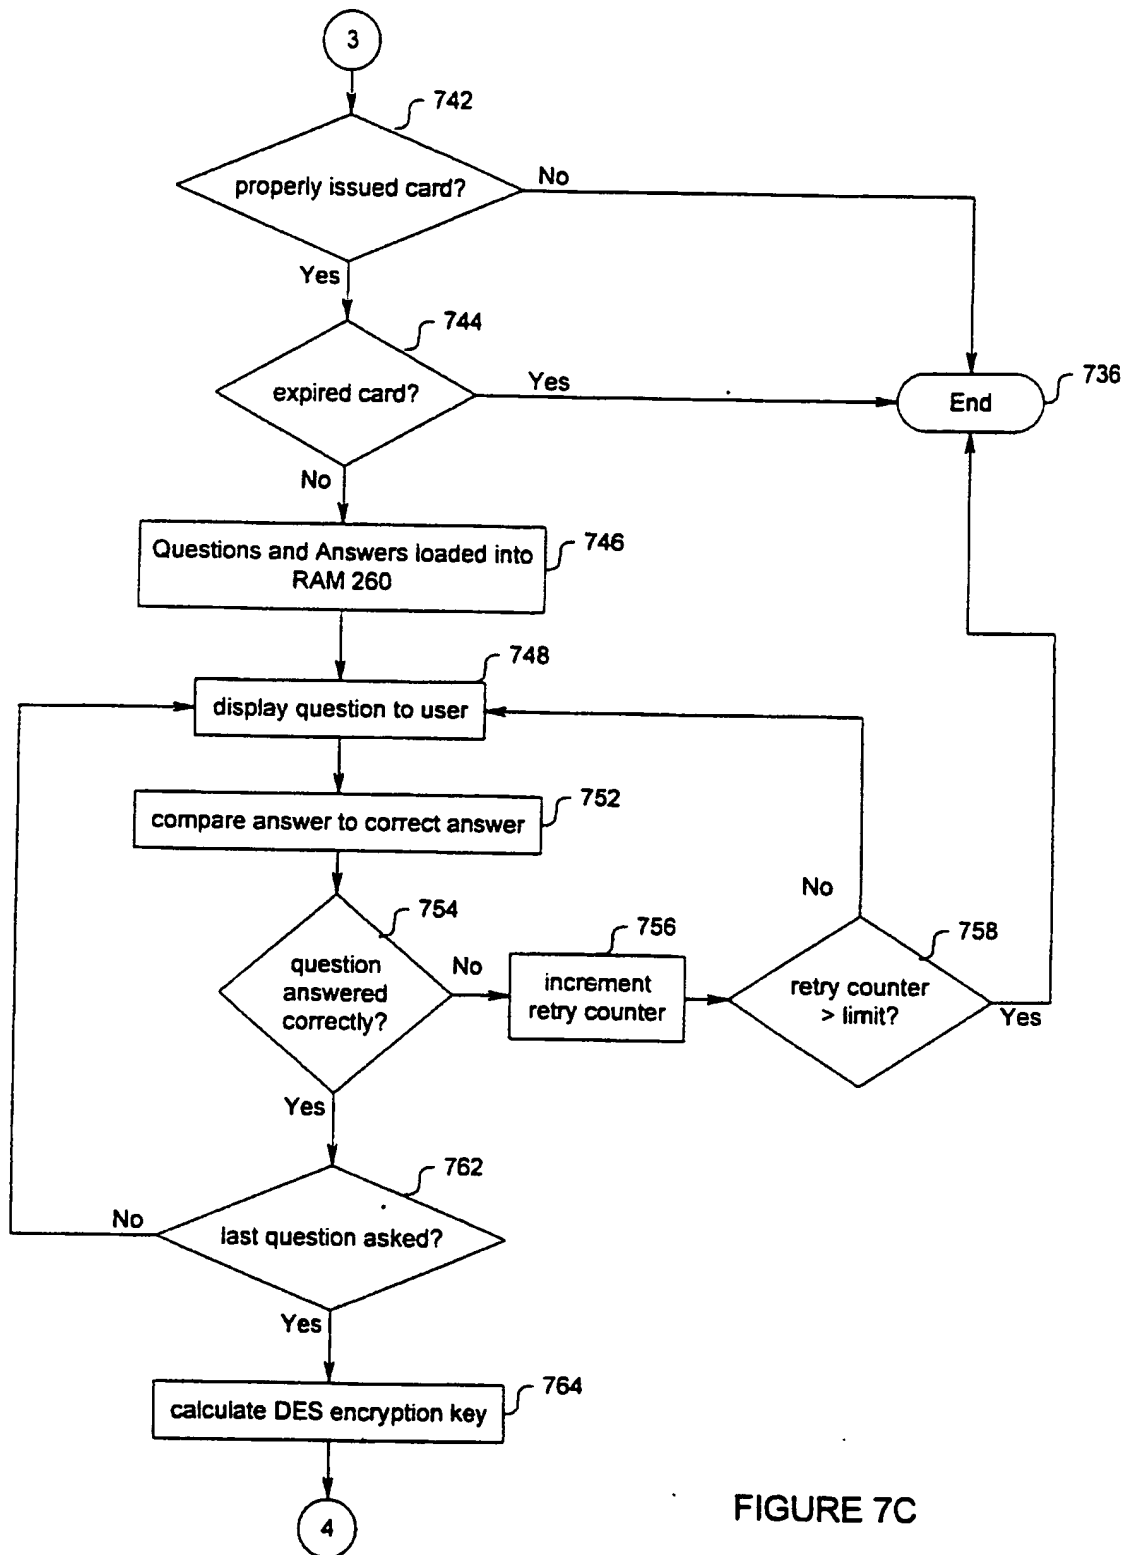 3
742
properly issued card?
No
Yes
744
expired card?
Yes
736
End
No
Questions and Answers loaded into
RAM 260
746
748
display question to user
752
compare answer to correct answer
No
754
question
answered
correctly?
No
756
increment
retry counter
758
retry counter
> limit?
Yes
Yes
762
No
last question asked?
Yes
764
calculate DES encryption key
4
FIGURE 7C